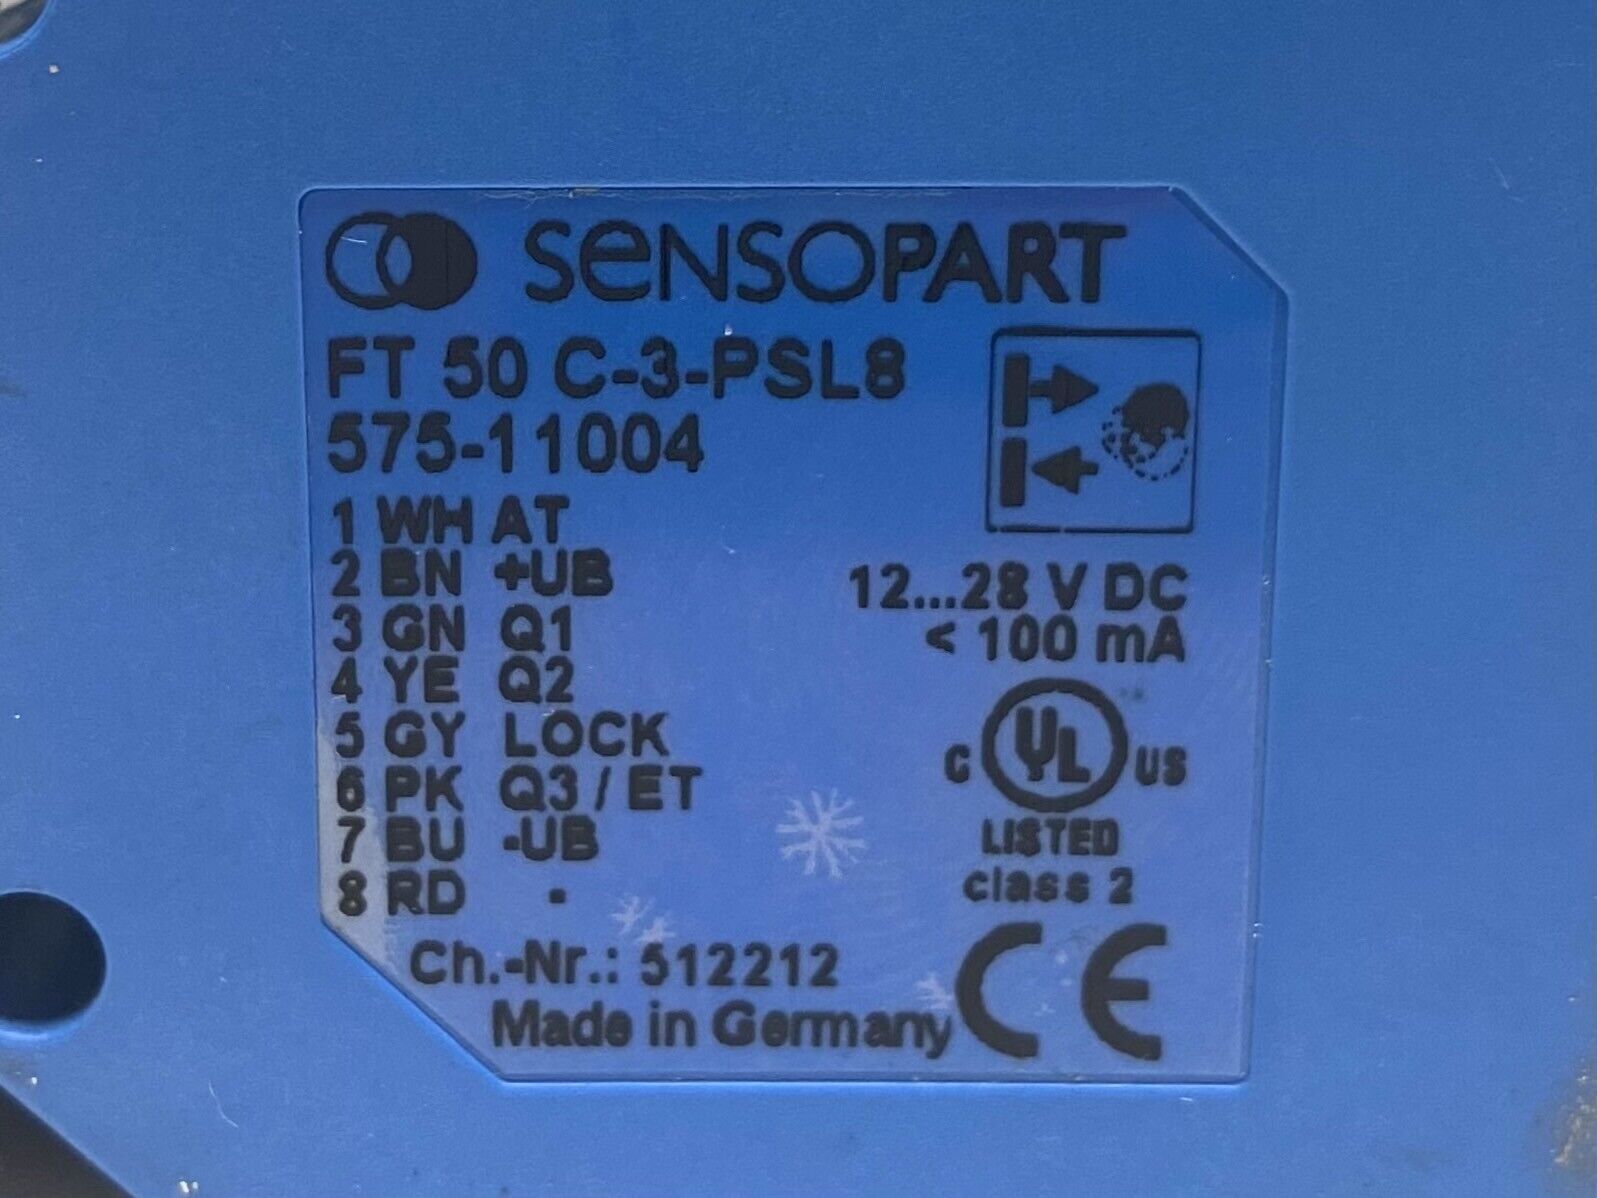 SENSOPART
FT 50 C-3-PSL8
575-11004
1 WH AT
2 BN +UB
3 GN Q1
4 YE Q2
5 GY LOCK
6 PK Q3 / ET
7 BU -UB
8 RD -
12...28 V DC
< 100 mA
C UL US
LISTED
class 2
Ch.-Nr.: 512212
Made in Germany
CE